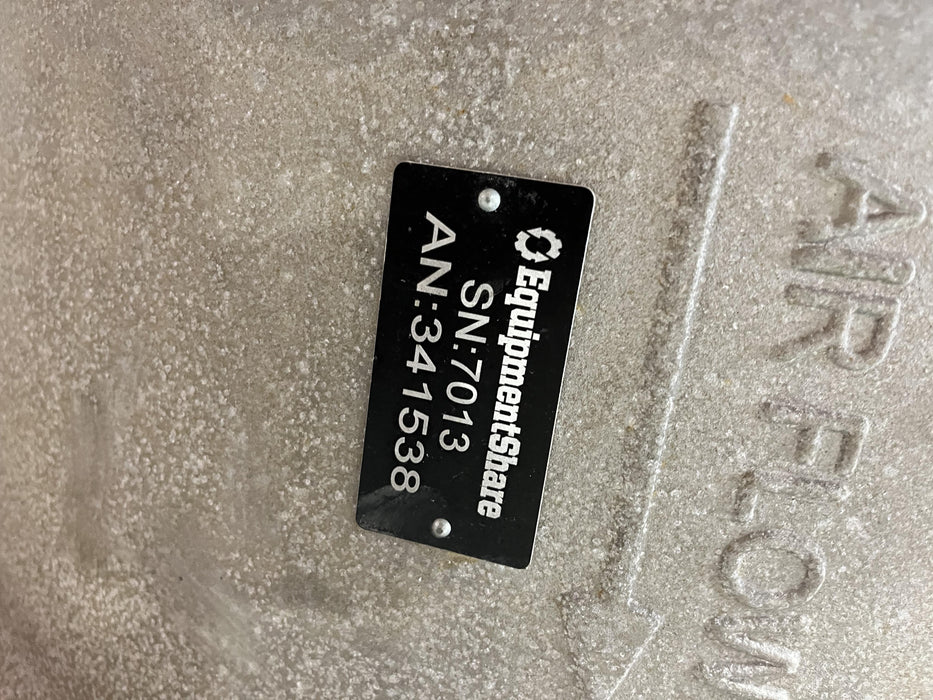 AIR FLOW
EquipmentShare
SN:7013
AN:341538